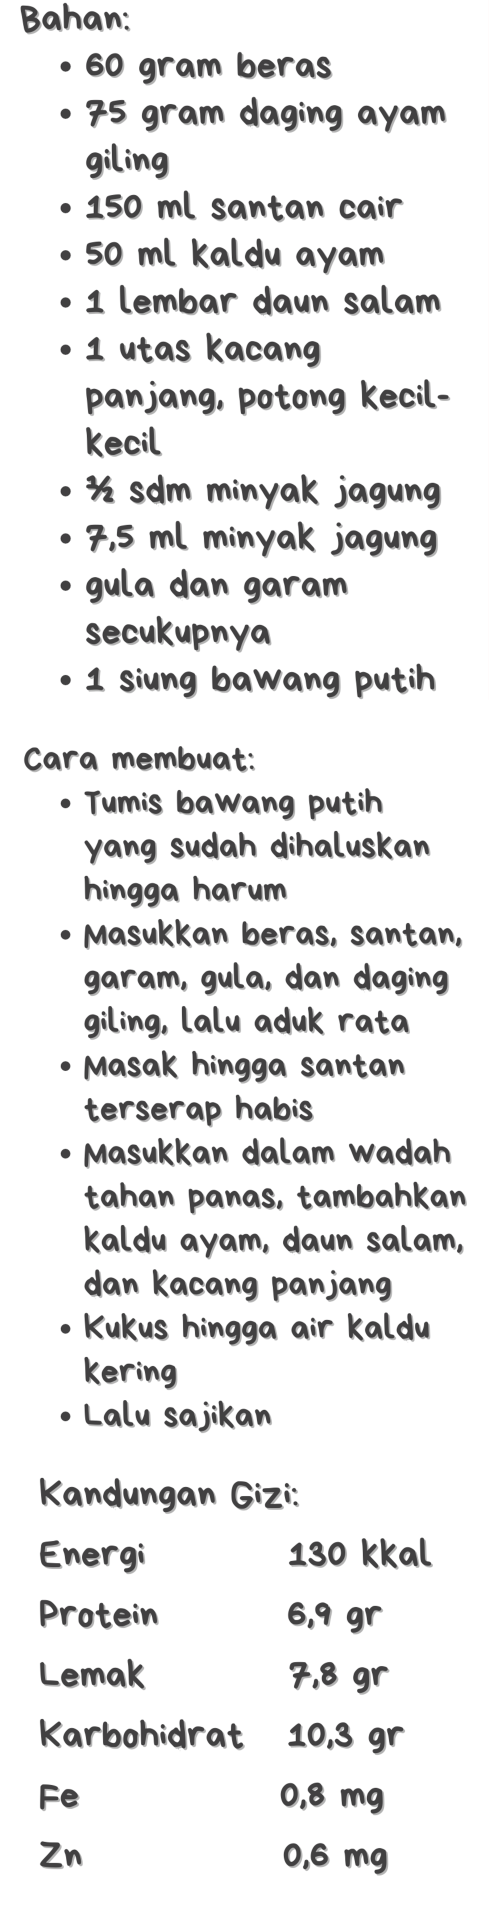 Bahan:
• 60 gram beras
• 75 gram daging ayam
giling
• 150 ml santan cair
• 50 ml kaldu ayam
• 1 lembar daun salam
• 1 utas kacang
panjang, potong kecil-
kecil
• ½ sdm minyak jagung
• 7,5 ml minyak jagung
• gula dan garam
secukupnya
• 1 siung bawang putih
Cara membuat:
• Tumis bawang putih
yang sudah dihaluskan
hingga harum
• Masukkan beras, santan,
garam, gula, dan daging
giling, lalu aduk rata
• Masak hingga santan
terserap habis
• Masukkan dalam wadah
tahan panas, tambahkan
kaldu ayam, daun salam,
dan kacang panjang
• Kukus hingga air kaldu
kering
• Lalu sajikan
Kandungan Gizi:
Energi 130 kkal
Protein 6,9 gr
Lemak 7,8 gr
Karbohidrat 10,3 gr
Fe 0,8 mg
Zn 0,6 mg